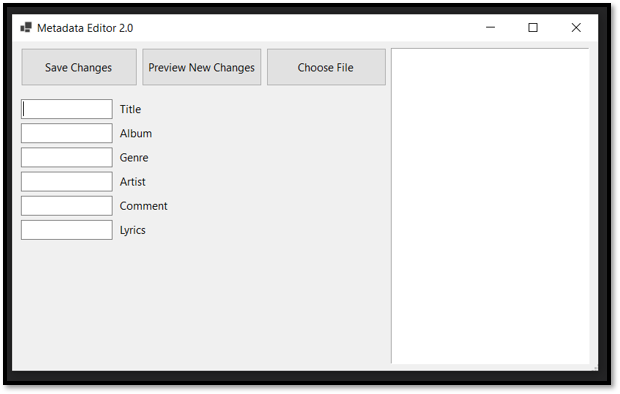 Metadata Editor 2.0
Save Changes Preview New Changes Choose File
Title
Album
Genre
Artist
Comment
Lyrics